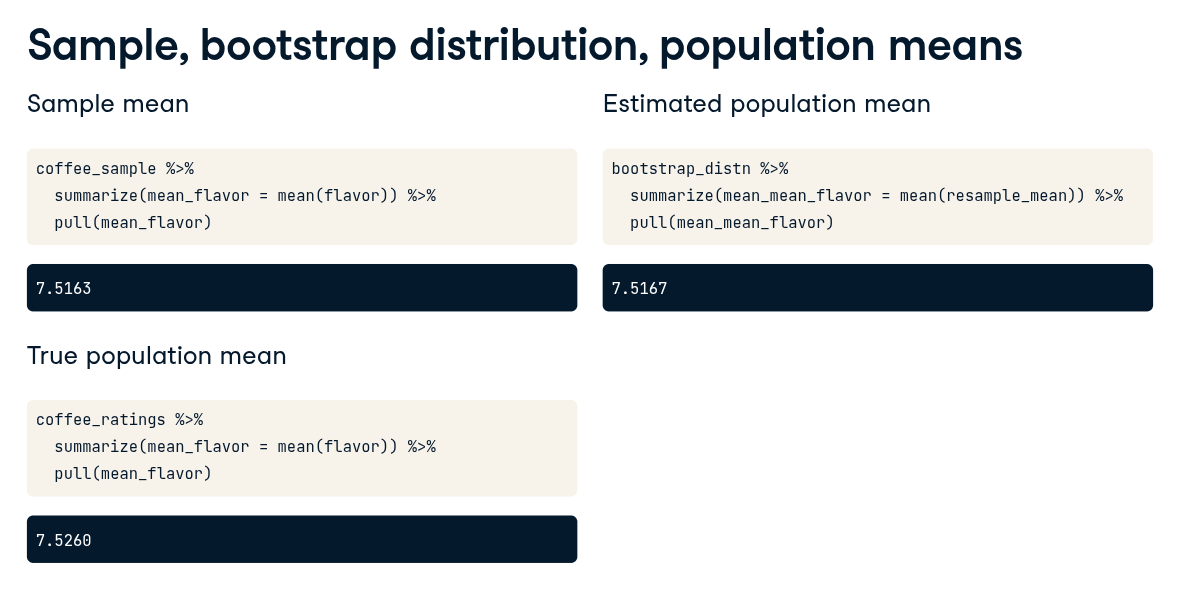 Sample, bootstrap distribution, population means
Sample mean
coffee_sample %>%
  summarize(mean_flavor = mean(flavor)) %>%
  pull(mean_flavor)
7.5163
Estimated population mean
bootstrap_distn %>%
  summarize(mean_mean_flavor = mean(resample_mean)) %>%
  pull(mean_mean_flavor)
7.5167
True population mean
coffee_ratings %>%
  summarize(mean_flavor = mean(flavor)) %>%
  pull(mean_flavor)
7.5260